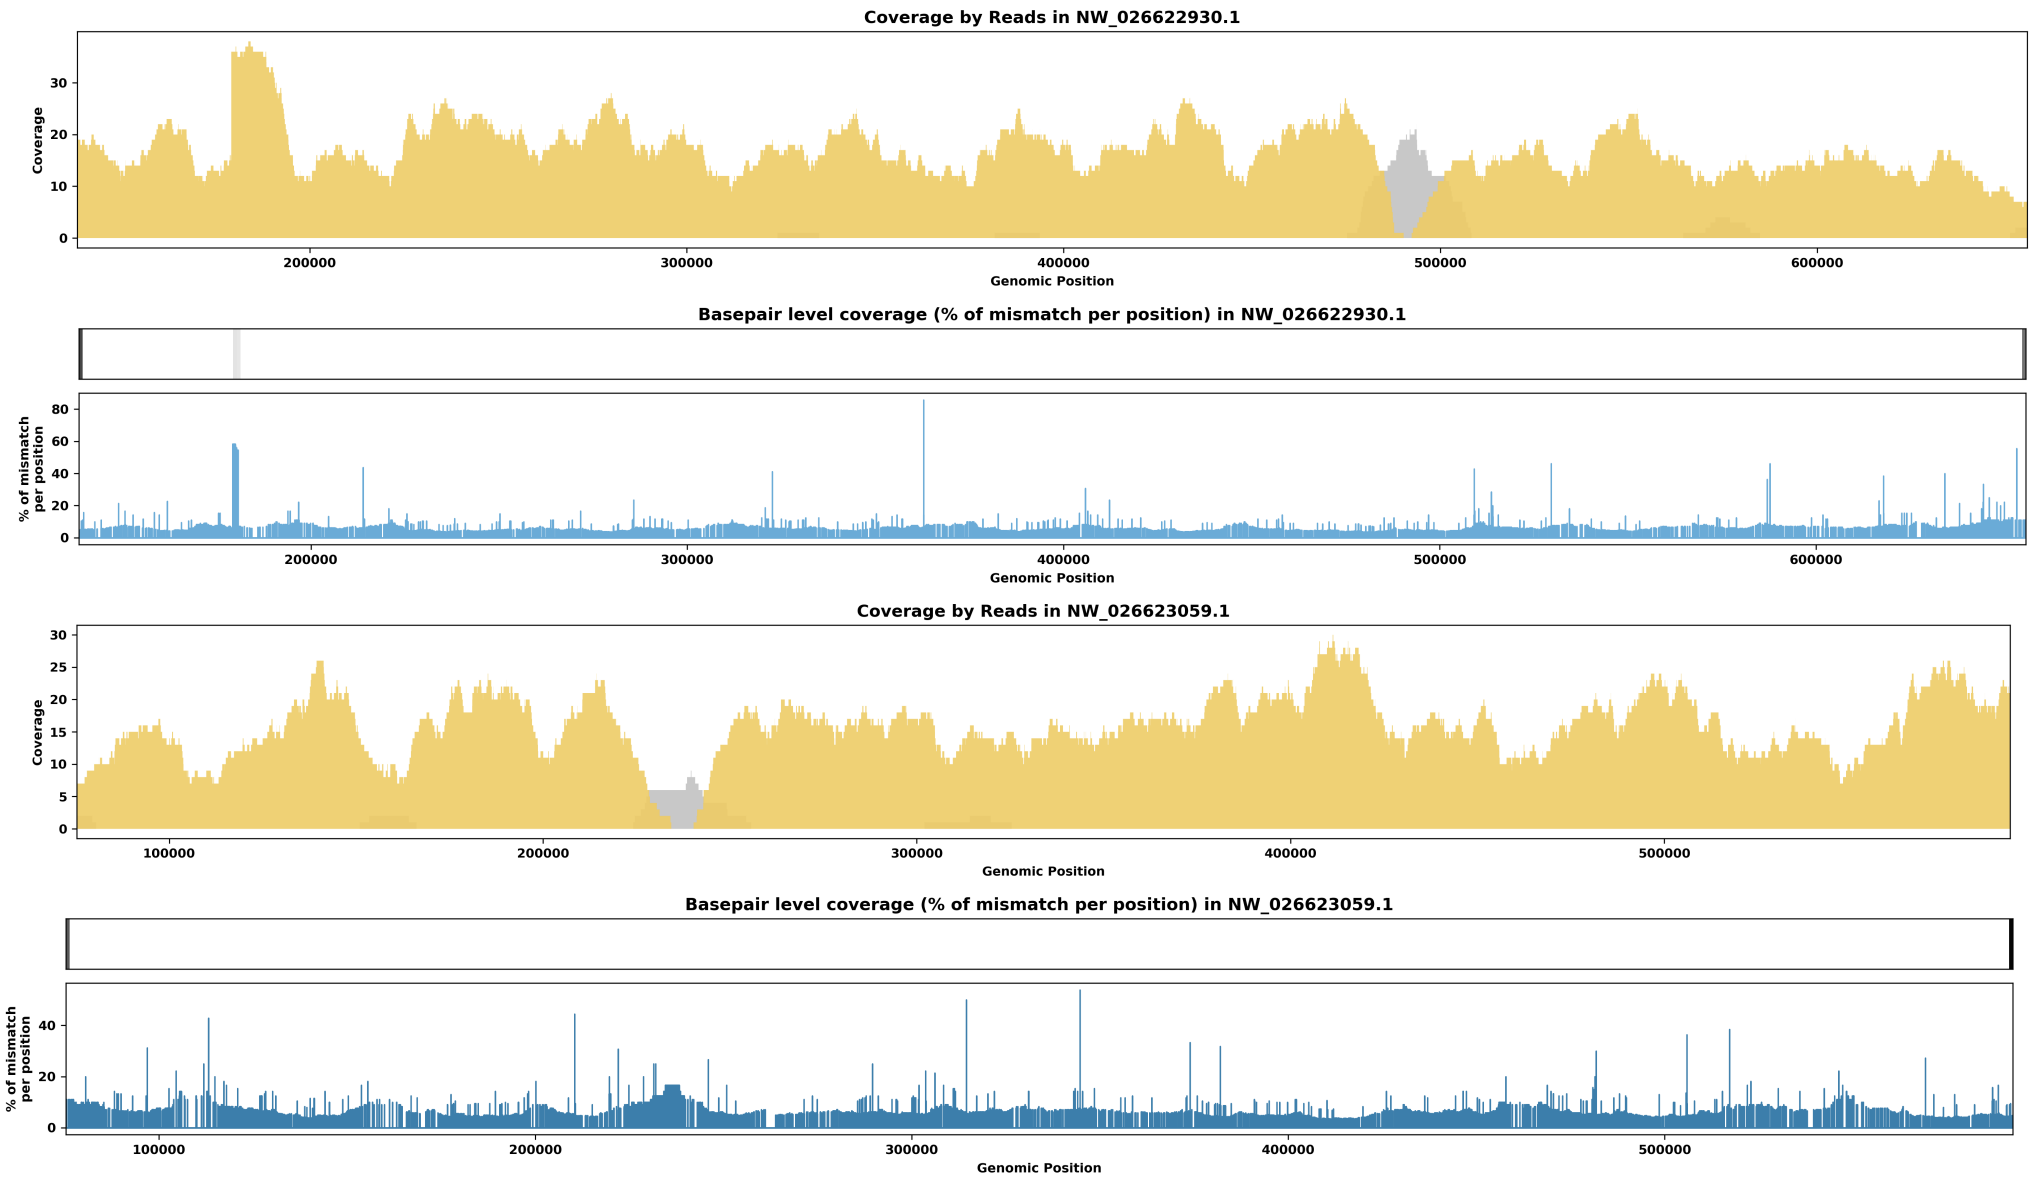 Coverage by Reads in NW_026622930.1
Coverage
30
20
10
0
200000 300000 400000 500000 600000
Genomic Position
Basepair level coverage (% of mismatch per position) in NW_026622930.1
% of mismatch
per position
80
60
40
20
0
200000 300000 400000 500000 600000
Genomic Position
Coverage by Reads in NW_026623059.1
Coverage
30
25
20
15
10
5
0
100000 200000 300000 400000 500000
Genomic Position
Basepair level coverage (% of mismatch per position) in NW_026623059.1
% of mismatch
per position
40
20
0
100000 200000 300000 400000 500000
Genomic Position